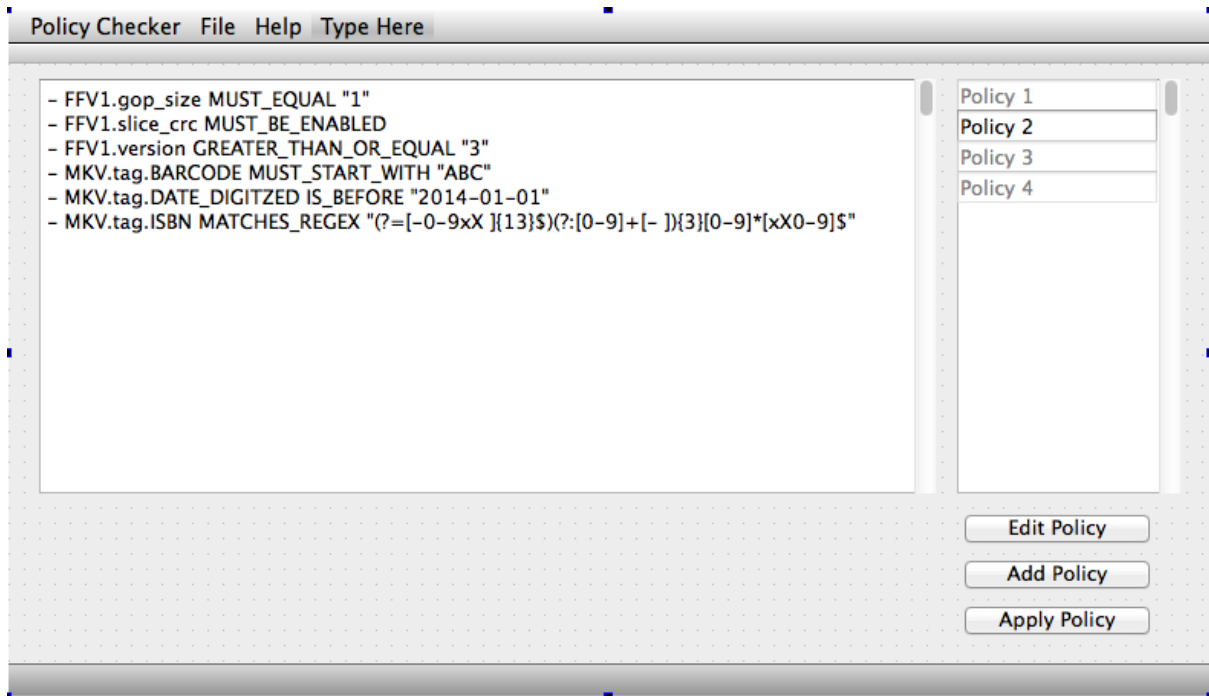 Policy Checker File Help Type Here
- FFV1.gop_size MUST_EQUAL "1"
- FFV1.slice_crc MUST_BE_ENABLED
- FFV1.version GREATER_THAN_OR_EQUAL "3"
- MKV.tag.BARCODE MUST_START_WITH "ABC"
- MKV.tag.DATE_DIGITZED IS_BEFORE "2014-01-01"
- MKV.tag.ISBN MATCHES_REGEX "(?=[-0-9xX ]{13}$)(?:[0-9]+[- ]){3}[0-9]*[xX0-9]$"
Policy 1
Policy 2
Policy 3
Policy 4
Edit Policy
Add Policy
Apply Policy